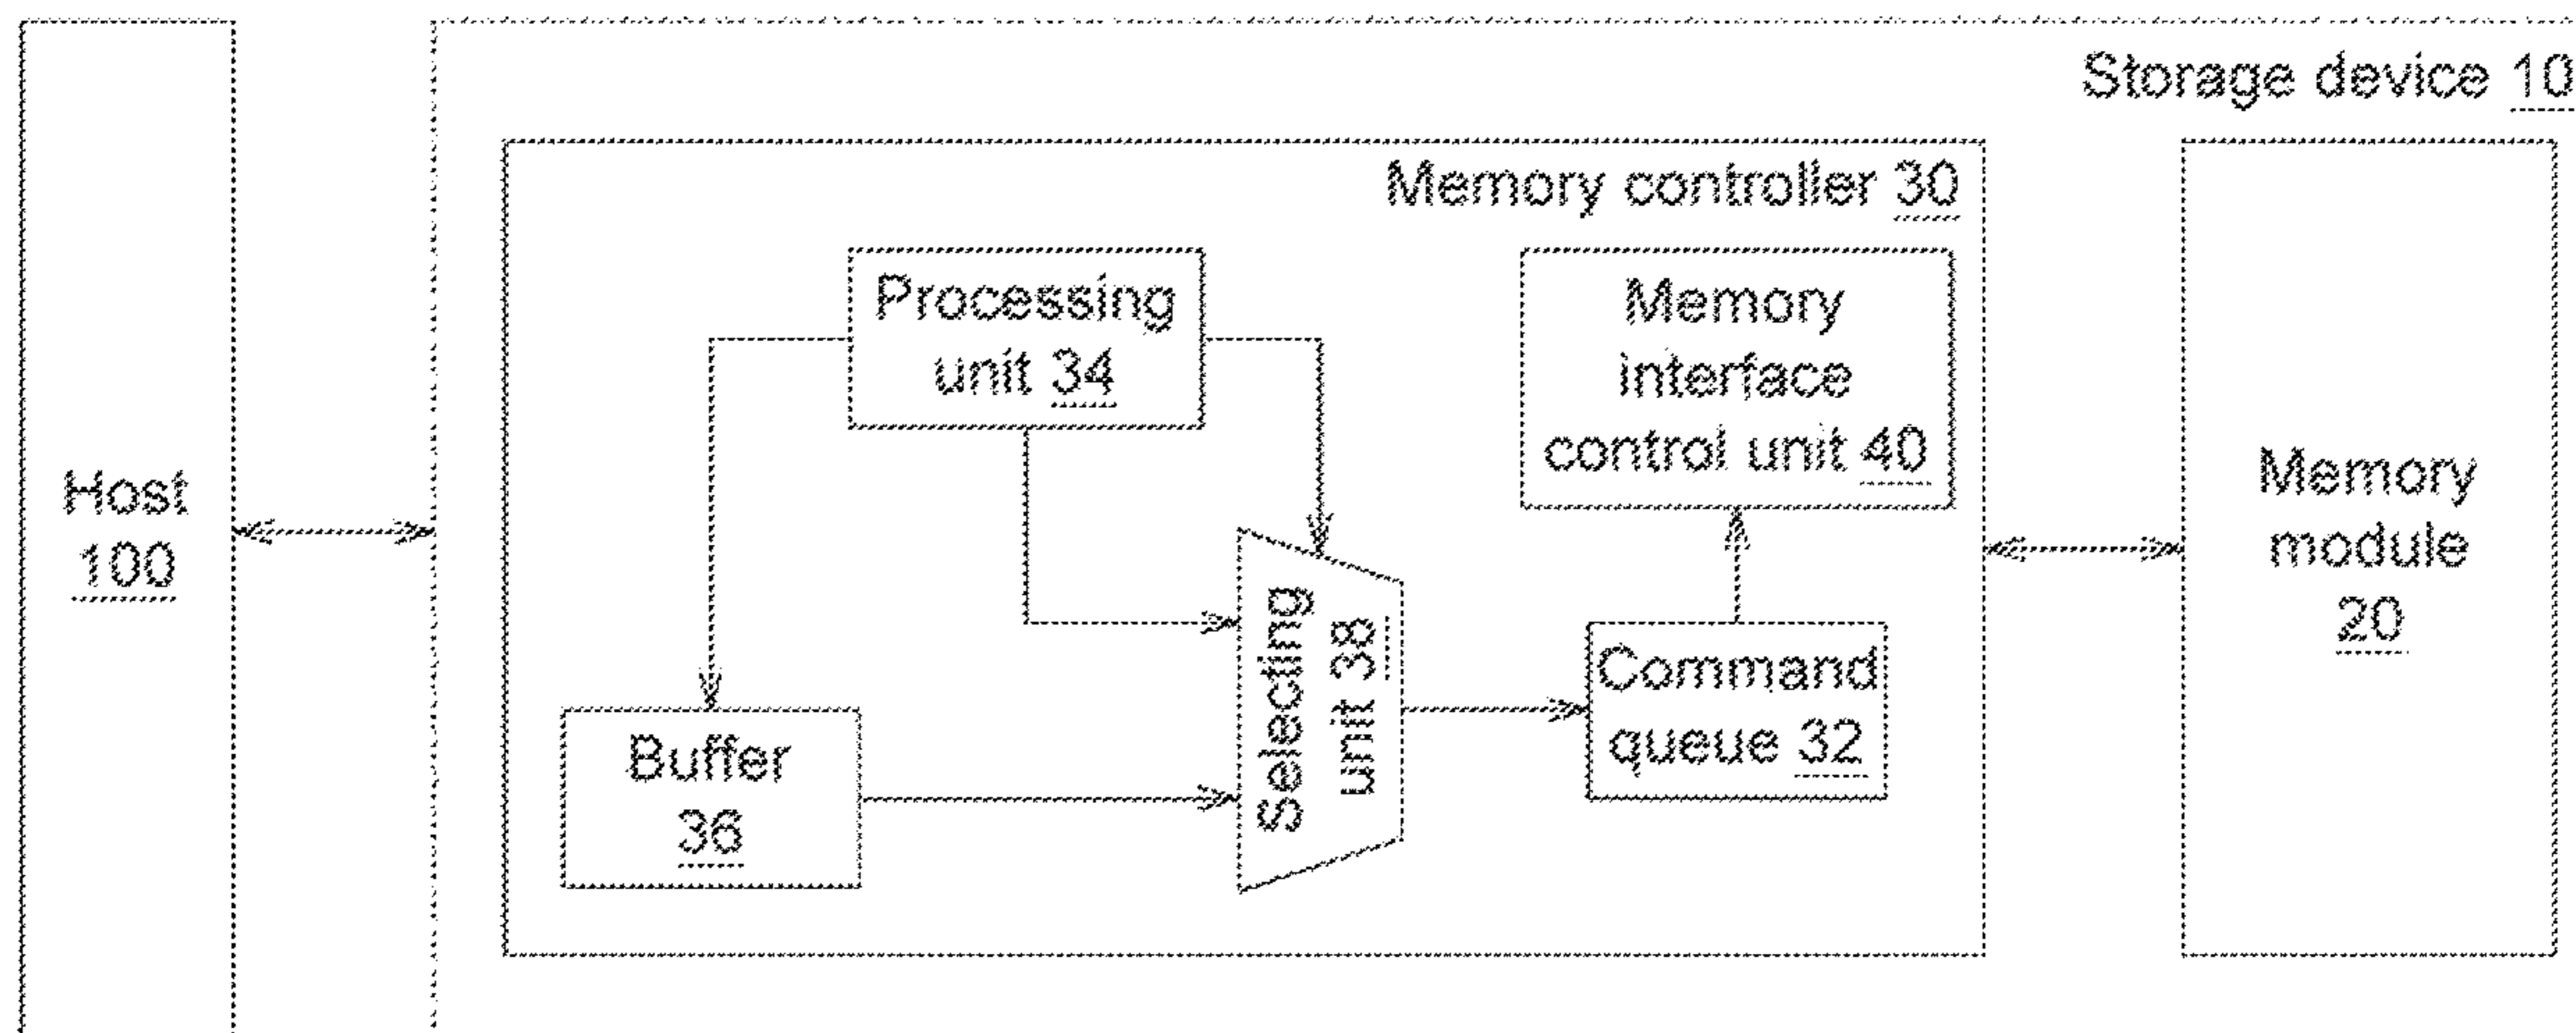 Storage device 10
Memory controller 30
Host
100
Processing
unit 34
Memory
interface
control unit 40
Memory
module
20
Selecting
unit 38
Command
queue 32
Buffer
36